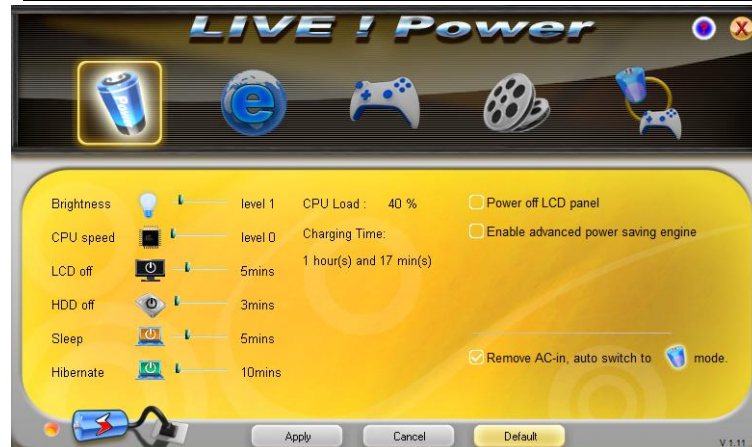 LIVE ! Power
Power
Brightness
level 1
CPU Load :
40 %
Power off LCD panel
CPU speed
level 0
Charging Time:
Enable advanced power saving engine
LCD off
5mins
1 hour(s) and 17 min(s)
HDD off
3mins
Sleep
5mins
Remove AC-in, auto switch to mode.
Hibernate
10mins
Apply
Cancel
Default
V 1.11